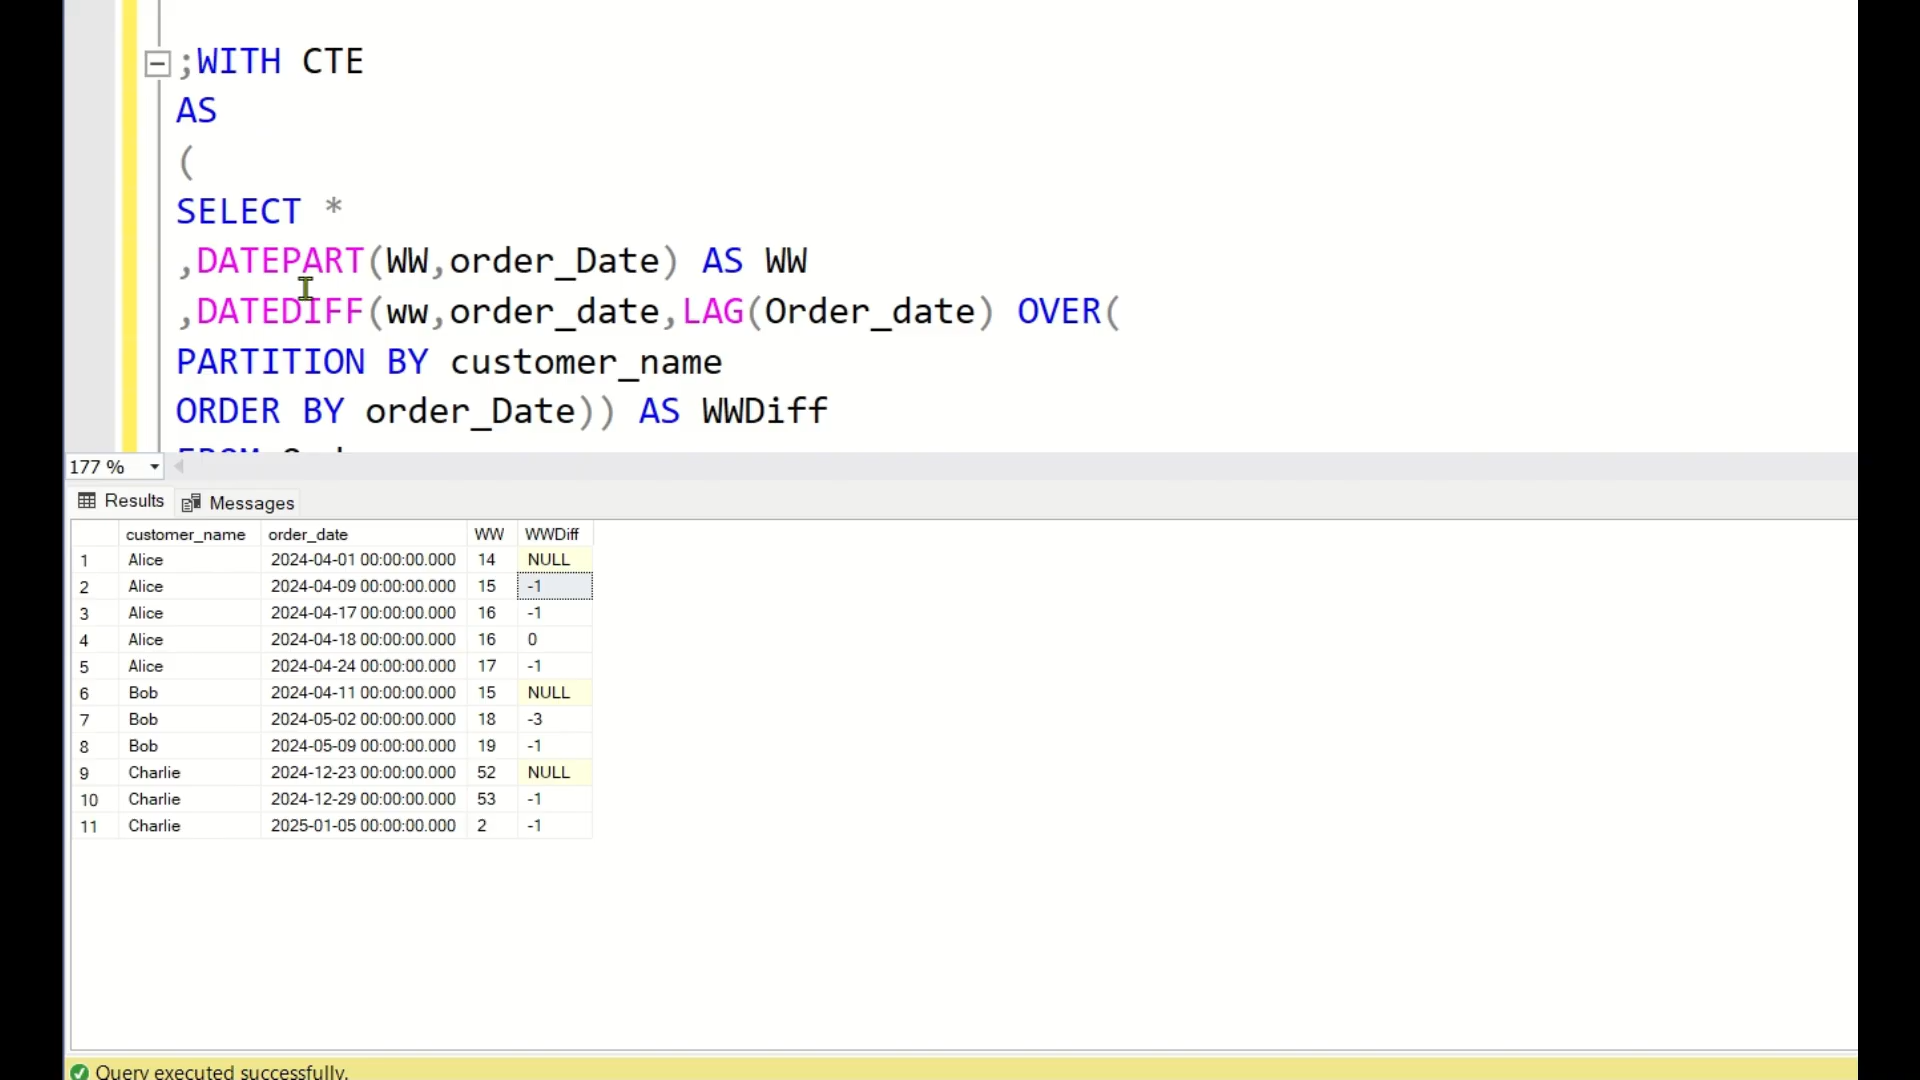 ;WITH CTE
AS
(
SELECT *
,DATEPART(WW,order_Date) AS WW
,DATEDIFF(ww,order_date,LAG(Order_date) OVER(
PARTITION BY customer_name
ORDER BY order_Date)) AS WWDiff
177 %
Results Messages
customer_name order_date WW WWDiff
1 Alice 2024-04-01 00:00:00.000 14 NULL
2 Alice 2024-04-09 00:00:00.000 15 -1
3 Alice 2024-04-17 00:00:00.000 16 -1
4 Alice 2024-04-18 00:00:00.000 16 0
5 Alice 2024-04-24 00:00:00.000 17 -1
6 Bob 2024-04-11 00:00:00.000 15 NULL
7 Bob 2024-05-02 00:00:00.000 18 -3
8 Bob 2024-05-09 00:00:00.000 19 -1
9 Charlie 2024-12-23 00:00:00.000 52 NULL
10 Charlie 2024-12-29 00:00:00.000 53 -1
11 Charlie 2025-01-05 00:00:00.000 2 -1
Query executed successfully.